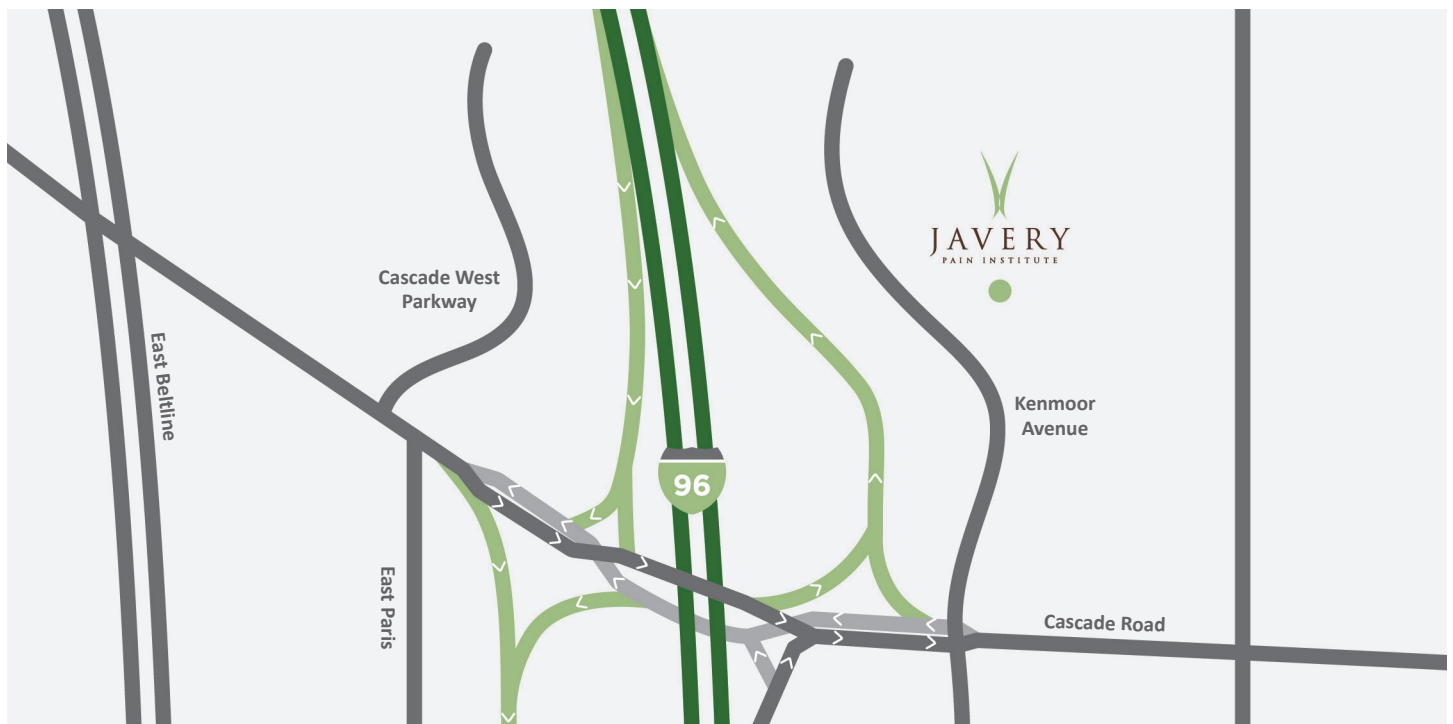 JAVERY
PAIN INSTITUTE
Cascade West
Parkway
East Beltline
Kenmoor
Avenue
96
East Paris
Cascade Road